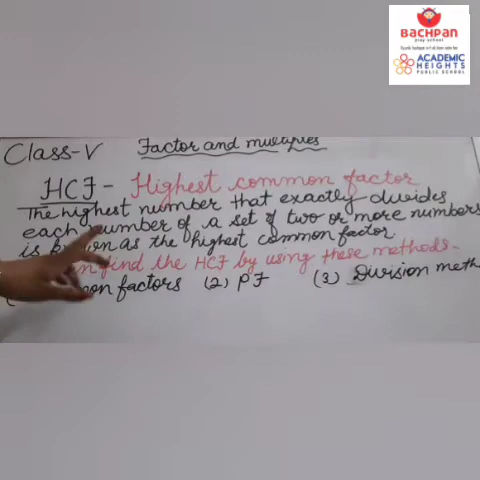 BACHPAN
play school
ACADEMIC
HEIGHTS
PUBLIC SCHOOL
Class-V
Factor and multiples
HCF - Highest common factor
The highest number that exactly divides
each number of a set of two or more numbers
is known as the highest common factor
find the HCF by using these methods-
factors (2) PF (3) Division meth